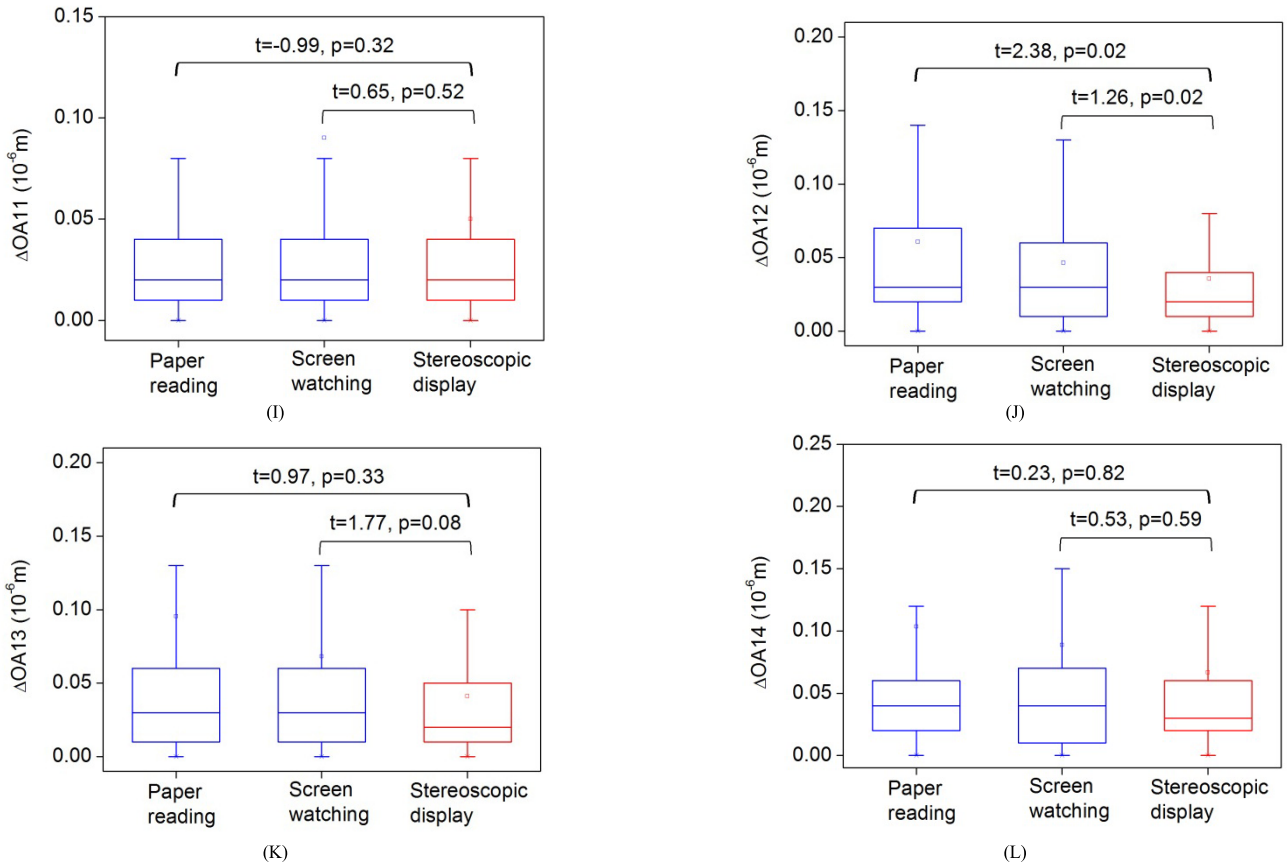 0.15
t=-0.99, p=0.32
t=0.65, p=0.52
0.10
0.05
0.00
ΔOA11 (10⁻⁶m)
Paper reading
Screen watching
Stereoscopic display
(I)
0.20
t=2.38, p=0.02
t=1.26, p=0.02
0.15
0.10
0.05
0.00
ΔOA12 (10⁻⁶m)
Paper reading
Screen watching
Stereoscopic display
(J)
0.20
t=0.97, p=0.33
t=1.77, p=0.08
0.15
0.10
0.05
0.00
ΔOA13 (10⁻⁶m)
Paper reading
Screen watching
Stereoscopic display
(K)
0.25
t=0.23, p=0.82
0.20
t=0.53, p=0.59
0.15
0.10
0.05
0.00
ΔOA14 (10⁻⁶m)
Paper reading
Screen watching
Stereoscopic display
(L)